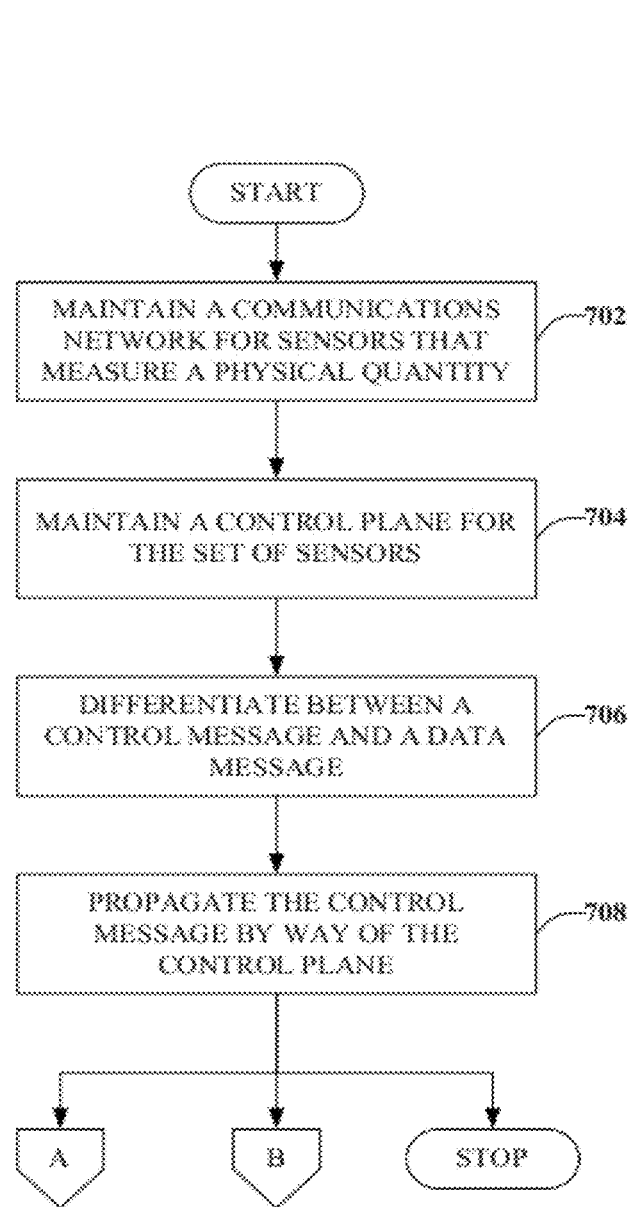 START
MAINTAIN A COMMUNICATIONS
NETWORK FOR SENSORS THAT
MEASURE A PHYSICAL QUANTITY
702
MAINTAIN A CONTROL PLANE FOR
THE SET OF SENSORS
704
DIFFERENTIATE BETWEEN A
CONTROL MESSAGE AND A DATA
MESSAGE
706
PROPAGATE THE CONTROL
MESSAGE BY WAY OF THE
CONTROL PLANE
708
A
B
STOP